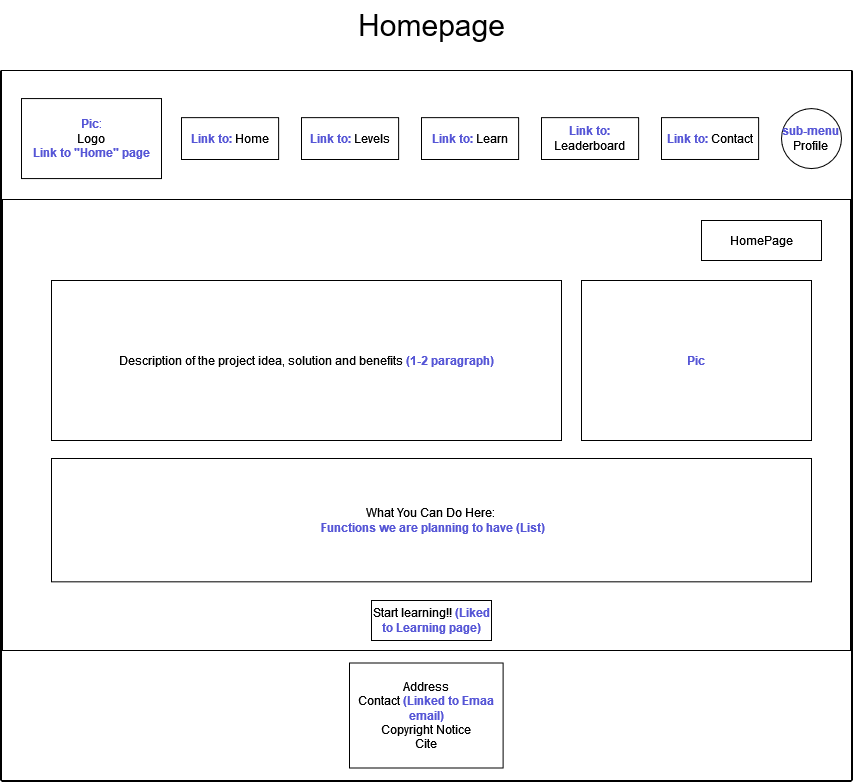 Homepage
Pic:
Logo
Link to "Home" page
Link to: Home
Link to: Levels
Link to: Learn
Link to:
Leaderboard
Link to: Contact
sub-menu
Profile
HomePage
Description of the project idea, solution and benefits (1-2 paragraph)
Pic
What You Can Do Here:
Functions we are planning to have (List)
Start learning!! (Liked
to Learning page)
Address
Contact (Linked to Emaa
email)
Copyright Notice
Cite